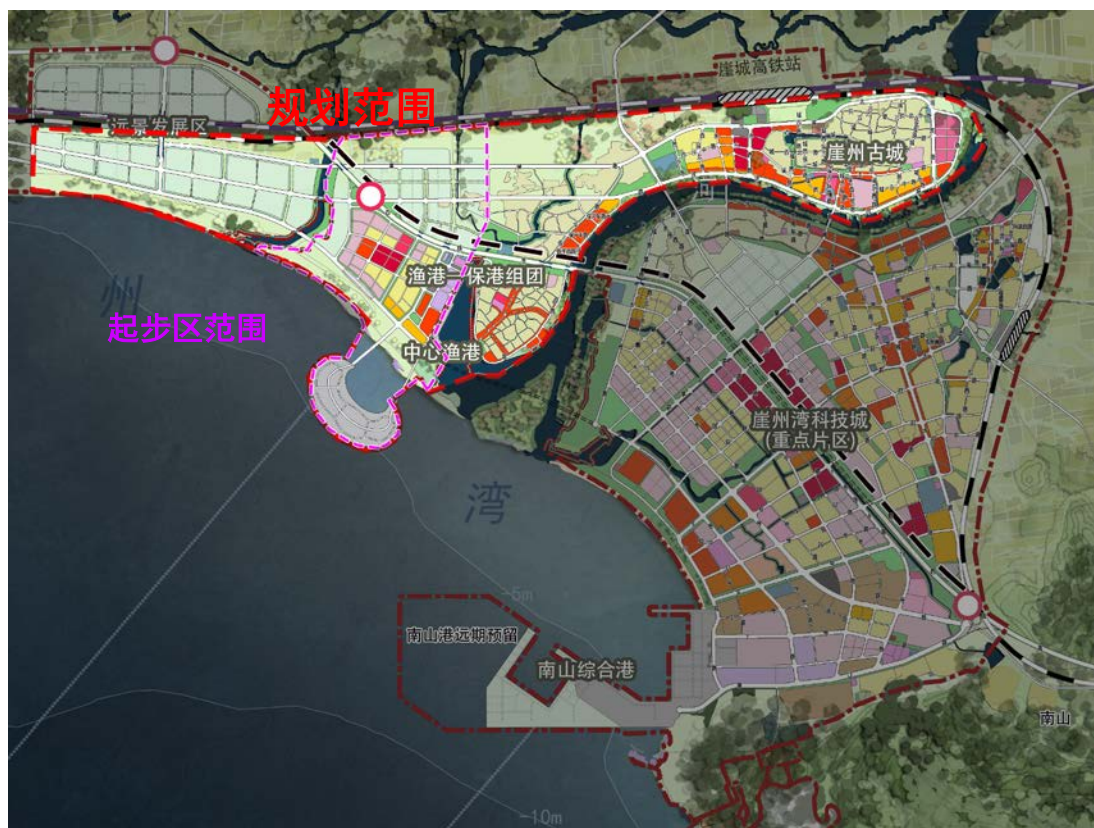 崖城高铁站
规划范围
远景发展区
崖州古城
河
渔港—保港组团
州
起步区范围
中心渔港
崖州湾科技城
(重点片区)
湾
-5m
南山港远期预留
南山综合港
南山
-10m